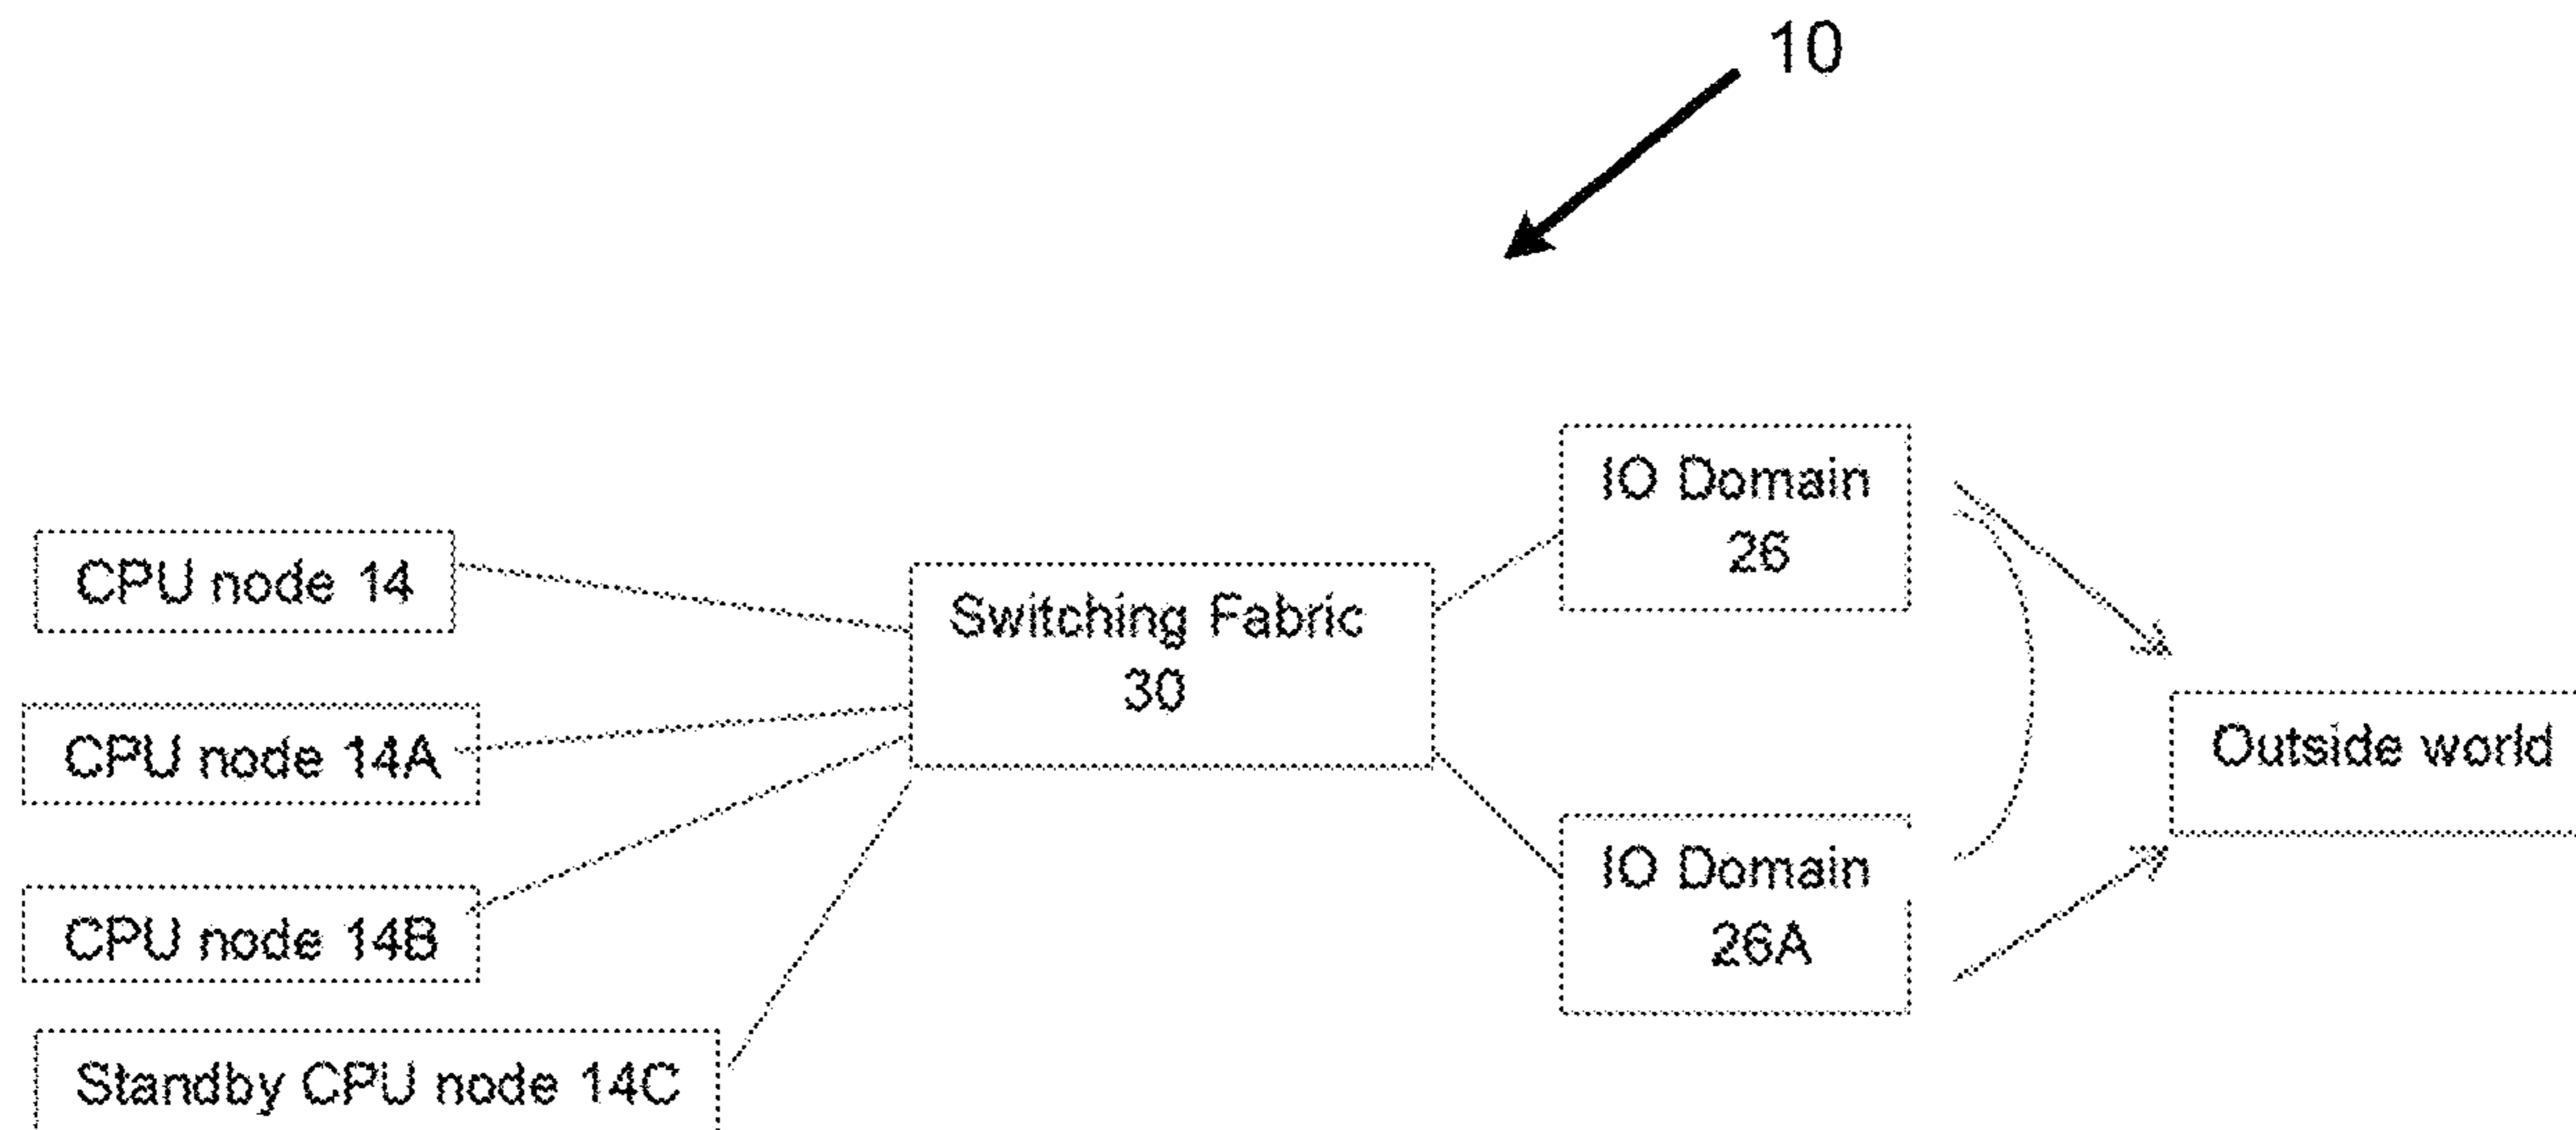 10
CPU node 14
CPU node 14A
CPU node 14B
Standby CPU node 14C
Switching Fabric
30
IO Domain
26
IO Domain
26A
Outside world